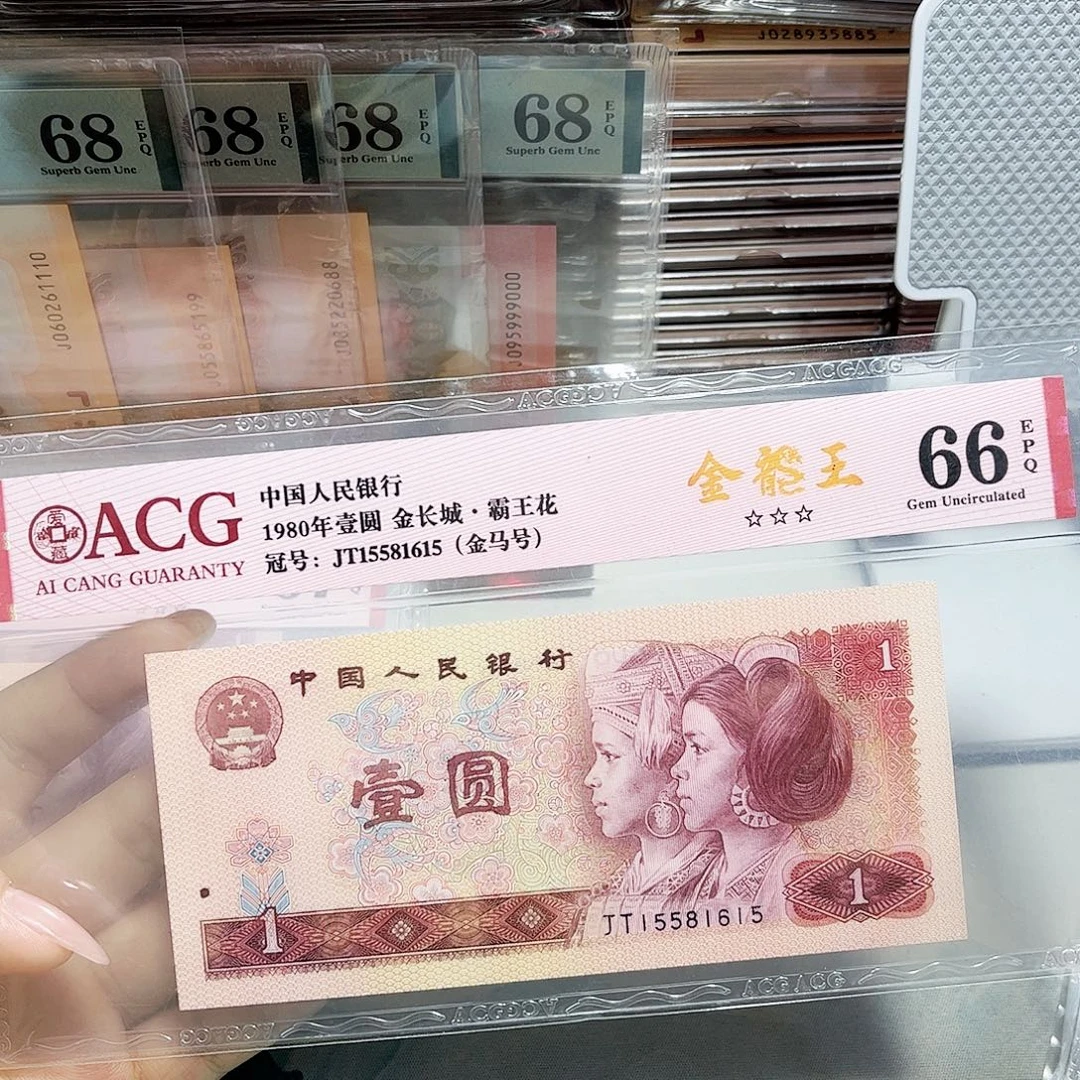 J028935885
68
EPQ
Superb Gem Unc
68
EPQ
Superb Gem Unc
68
EPQ
Superb Gem Unc
68
EPQ
Superb Gem Unc
J060261110
J085220688
J095999000
ACGACG
ACG
AI CANG GUARANTY
中国人民银行
1980年壹圆 金长城·霸王花
冠号：JT15581615（金马号）
金龍王
☆☆☆
66
EPQ
Gem Uncirculated
中国人民银行
1
壹圆
1
1
JT15581615
ACGACG